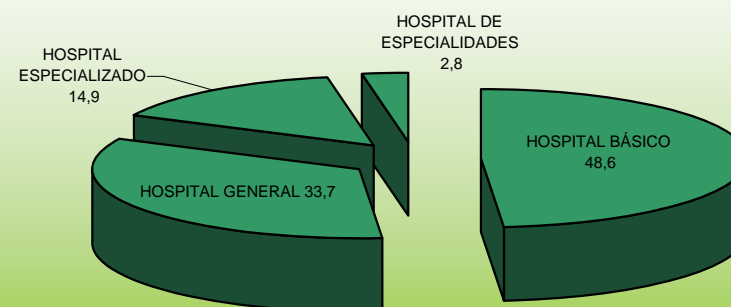 HOSPITAL DE
ESPECIALIDADES
2,8
HOSPITAL
ESPECIALIZADO
14,9
HOSPITAL BÁSICO
48,6
HOSPITAL GENERAL 33,7